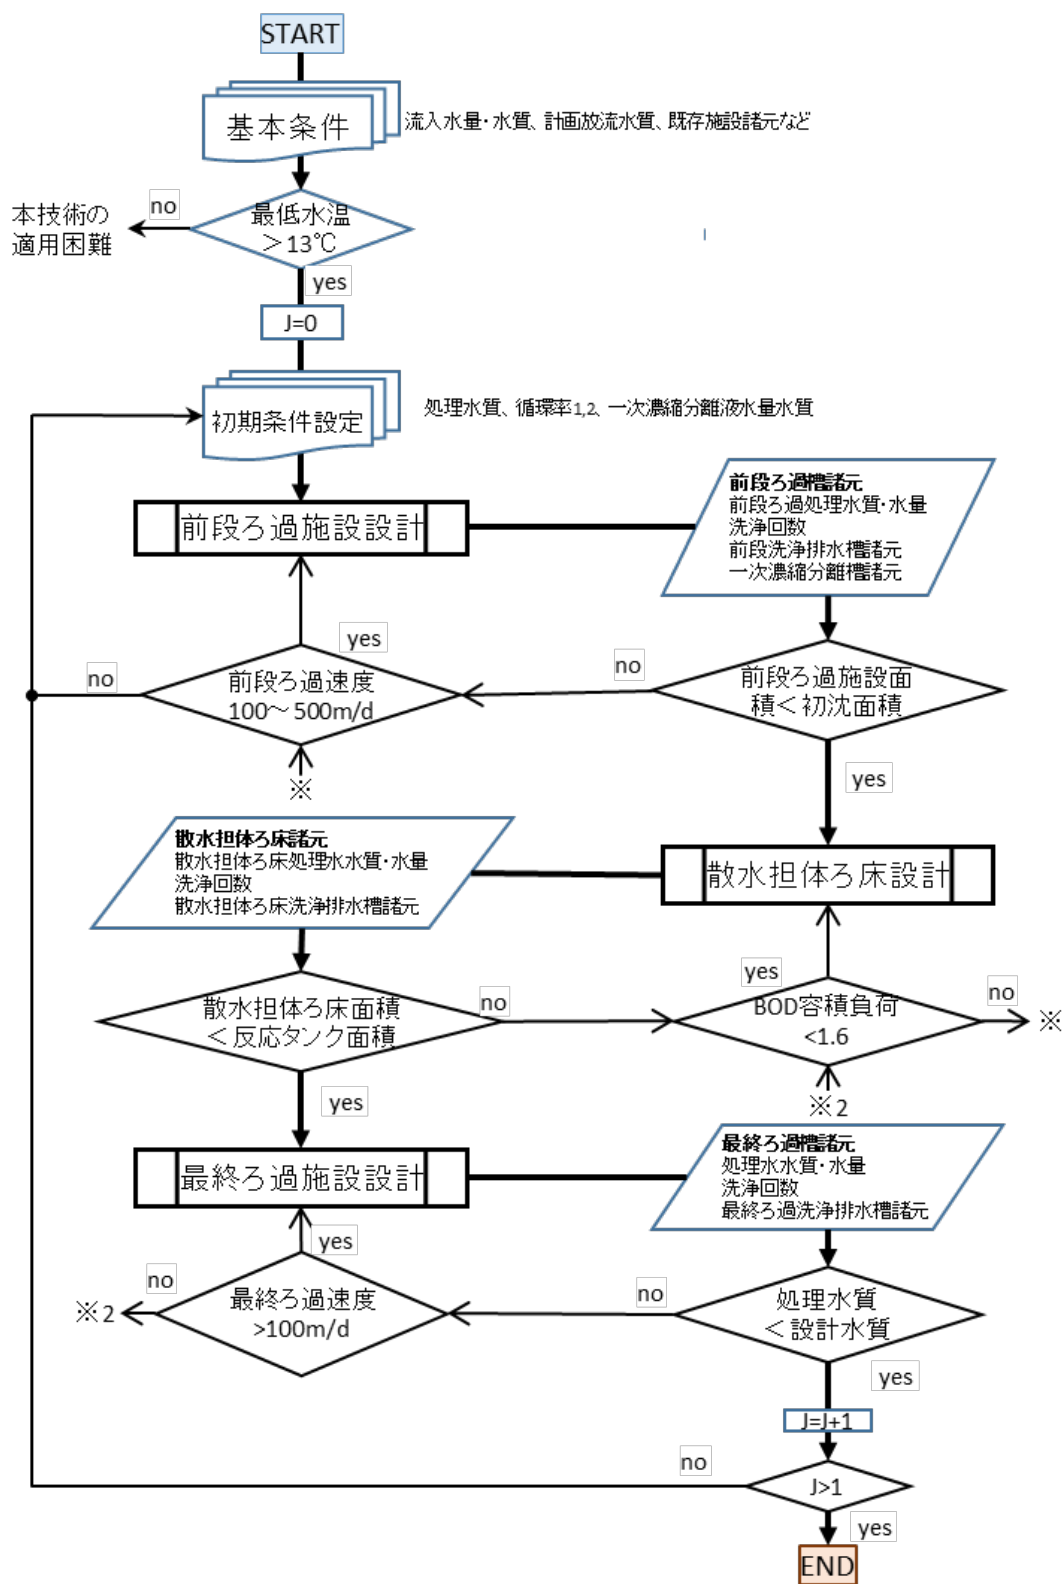 START
基本条件
流入水量・水質、計画放流水質、既存施設諸元など
最低水温
＞13℃
no
本技術の
適用困難
yes
J=0
初期条件設定
処理水質、循環率1,2、一次濃縮分離液水量水質
前段ろ過施設設計
前段ろ過槽諸元
前段ろ過処理水質・水量
洗浄回数
前段洗浄排水槽諸元
一次濃縮分離槽諸元
前段ろ過施設面
積＜初沈面積
no
yes
前段ろ過速度
100～500m/d
yes
no
※
散水担体ろ床設計
散水担体ろ床諸元
散水担体ろ床処理水水質・水量
洗浄回数
散水担体ろ床洗浄排水槽諸元
散水担体ろ床面積
＜反応タンク面積
no
yes
BOD容積負荷
<1.6
yes
no
※
※2
最終ろ過施設設計
最終ろ過槽諸元
処理水水質・水量
洗浄回数
最終ろ過洗浄排水槽諸元
処理水質
＜設計水質
no
yes
最終ろ過速度
>100m/d
yes
no
※2
J=J+1
J>1
no
yes
END